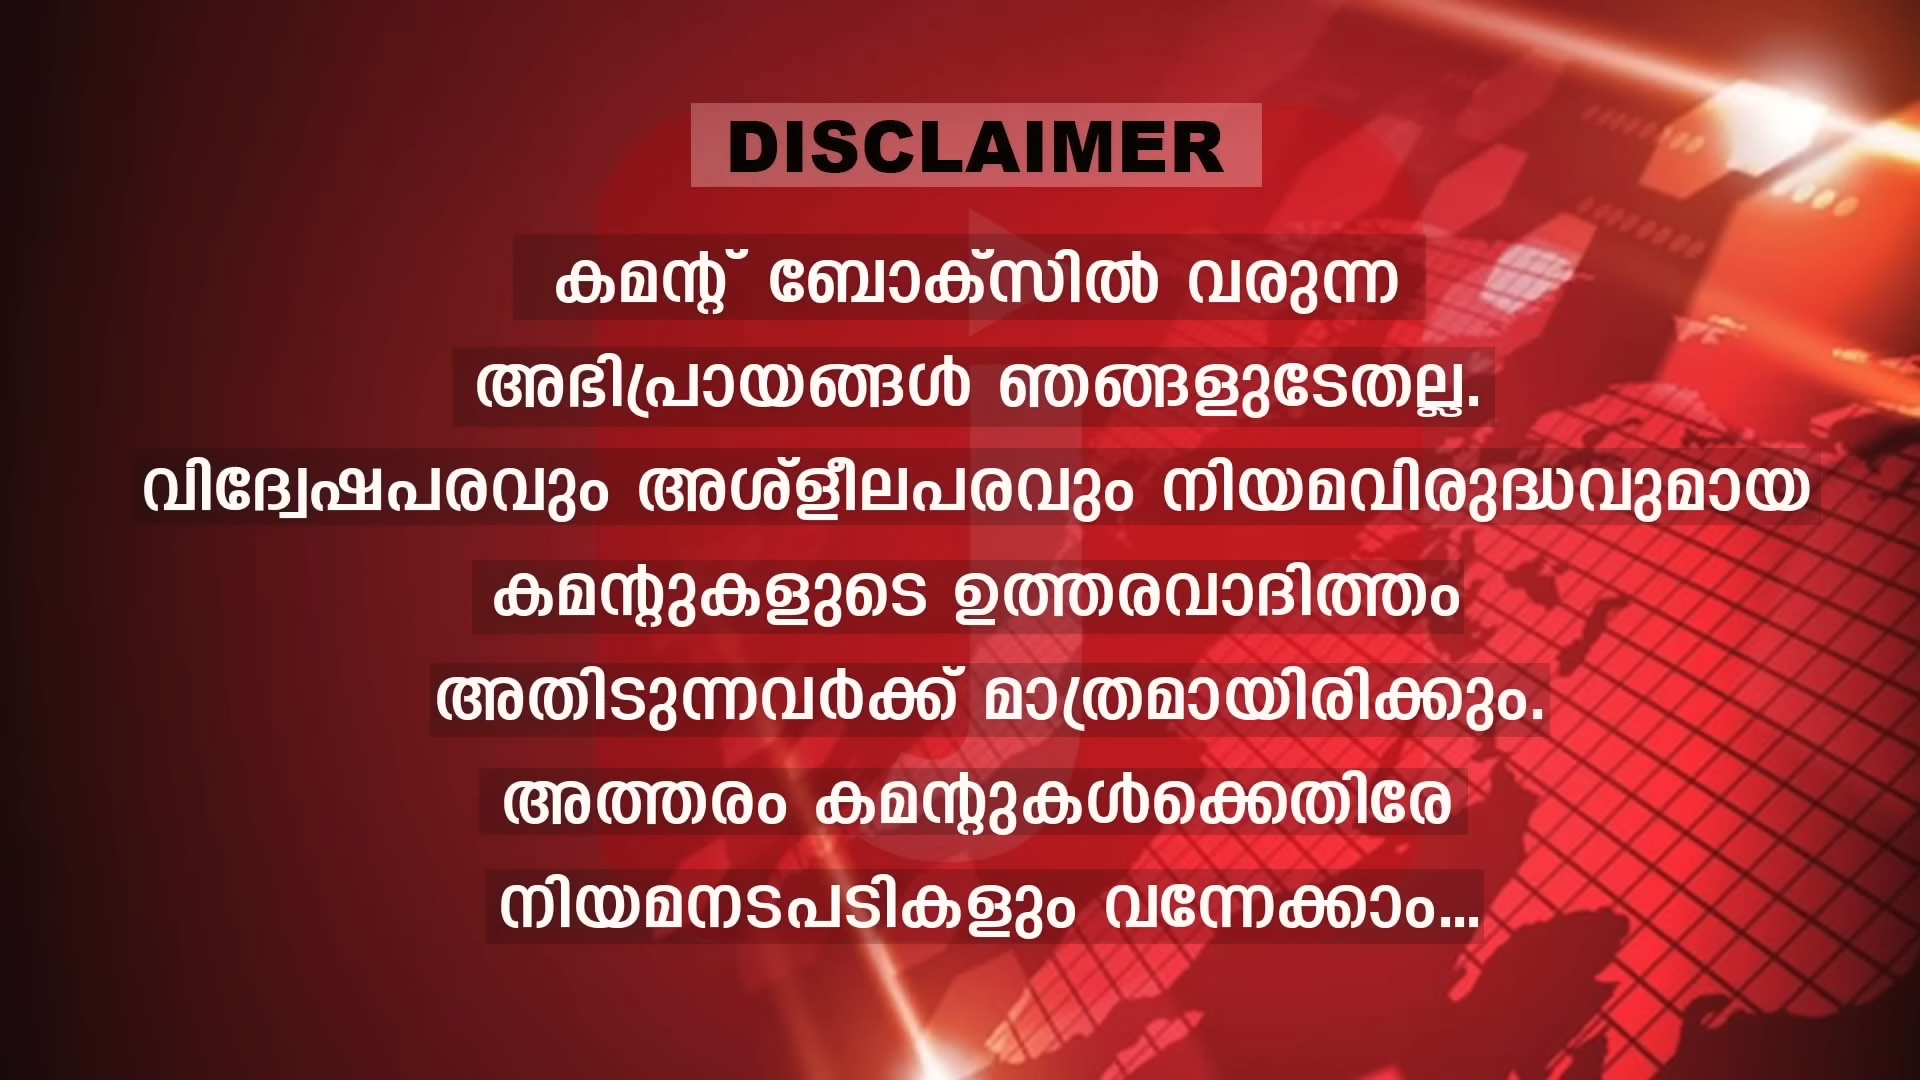 DISCLAIMER
കമന്റ് ബോക്സിൽ വരുന്ന
അഭിപ്രായങ്ങൾ ഞങ്ങളുടേതല്ല.
വിദ്വേഷപരവും അശ്ളീലപരവും നിയമവിരുദ്ധവുമായ
കമന്റുകളുടെ ഉത്തരവാദിത്തം
അതിടുന്നവർക്ക് മാത്രമായിരിക്കും.
അത്തരം കമന്റുകൾക്കെതിരേ
നിയമനടപടികളും വന്നേക്കാം...